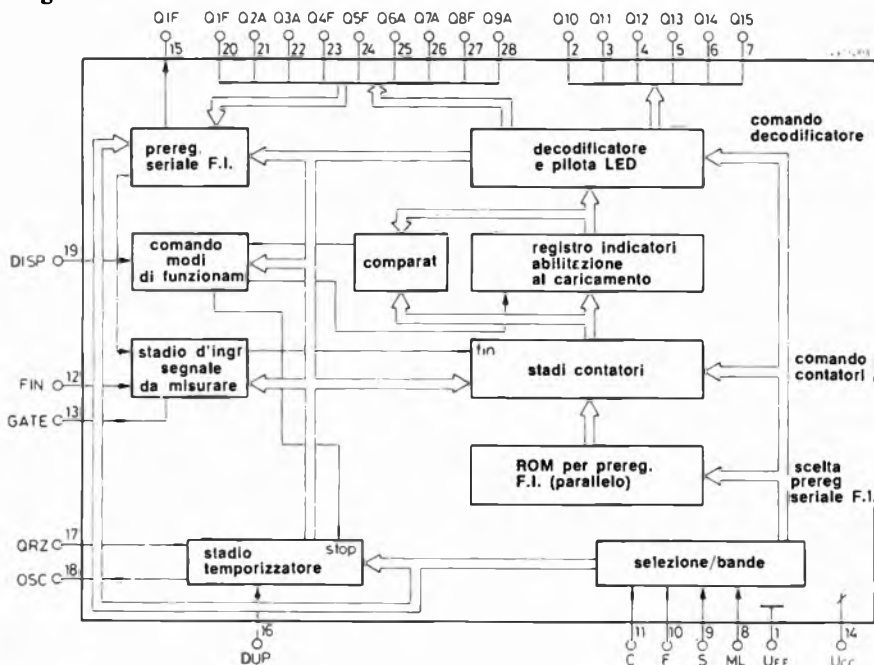 Q1F Q1F Q2A Q3A Q4F Q5F Q6A Q7A Q8F Q9A Q10 Q11 Q12 Q13 Q14 Q15
15 20 21 22 23 24 25 26 27 28 2 3 4 5 6 7
prereg.
seriale F.I.
decodificatore
e pilota LED
comando
decodificatore
DISP 19
comando
modi
di funzionam
comparat
registro indicatori
abilitazione
al caricamento
FIN 12
GATE 13
stadio d'ingr
segnale
da misurare
fin
stadi contatori
comando
contatori
ROM per prereg.
F.I. (parallelo)
scelta
prereg
seriale F.I.
QRZ 17
OSC 18
stadio
temporizzatore
stop
selezione/bande
16 11 10 9 8 1 14
DUP C F S ML UEE UCC